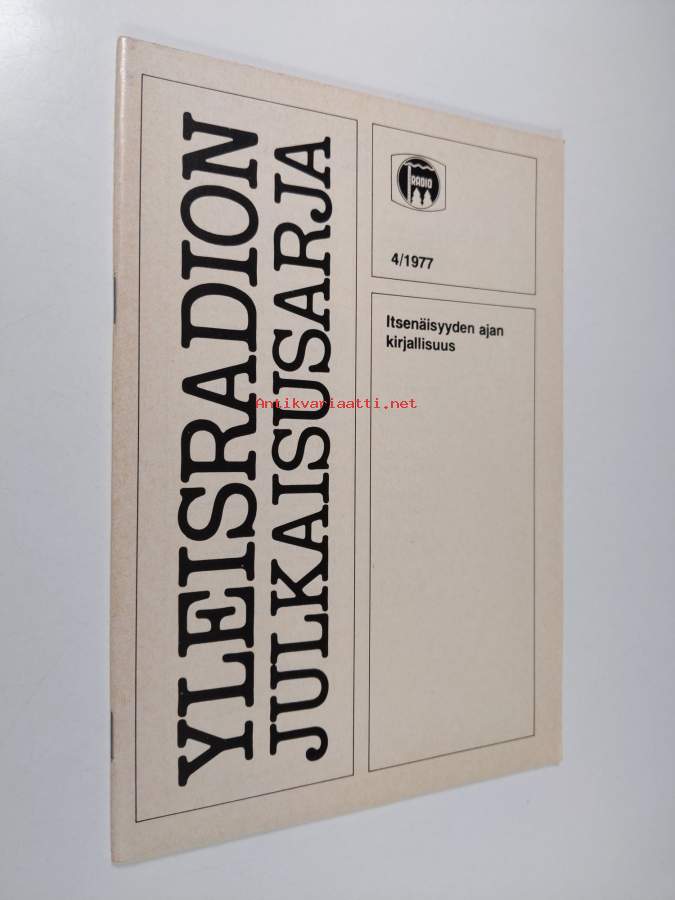 YLEISRADION
JULKAISUSARJA
RADIO
4/1977
Itsenäisyyden ajan
kirjallisuus
Antikvariaatti.net